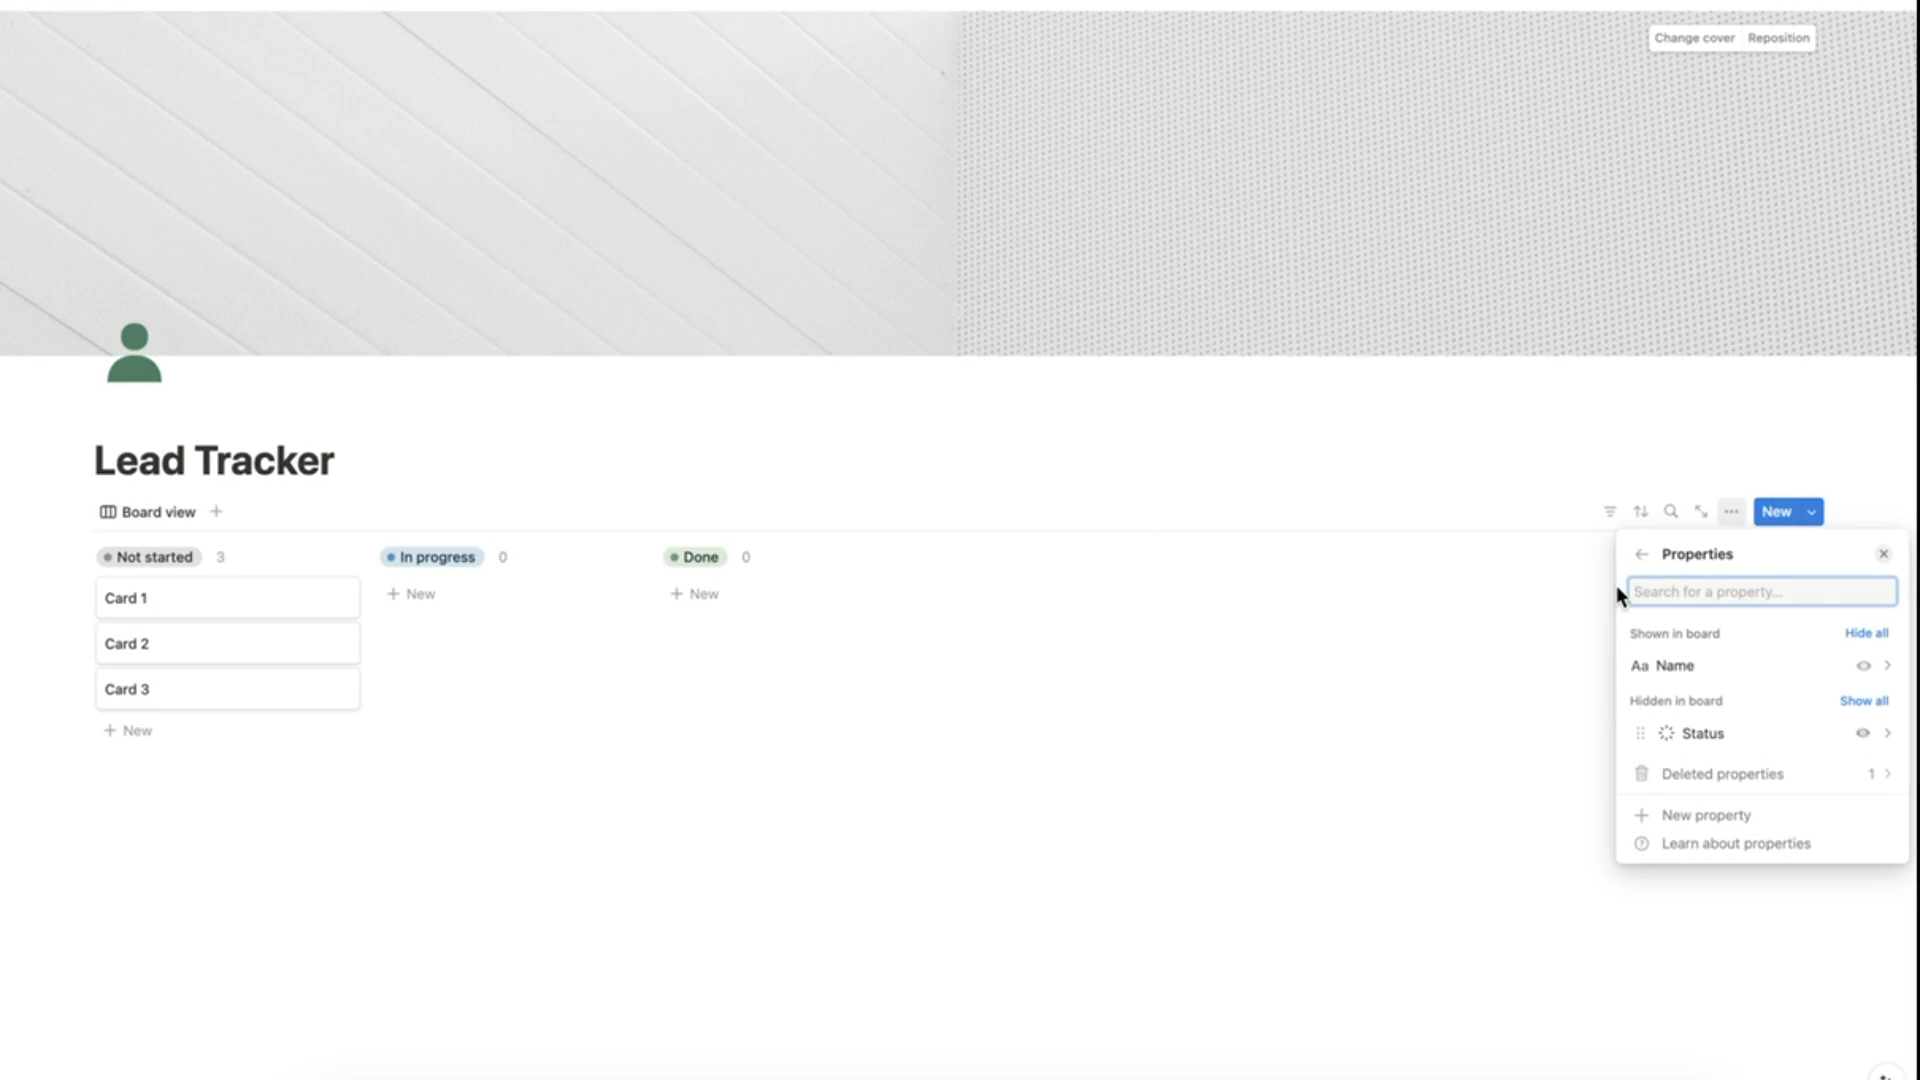 Change cover Reposition
Lead Tracker
Board view
New
Not started 3
In progress 0
Done 0
Card 1
Card 2
Card 3
+ New
+ New
+ New
Properties
Search for a property...
Shown in board Hide all
Aa Name
Hidden in board Show all
Status
Deleted properties 1
+ New property
Learn about properties